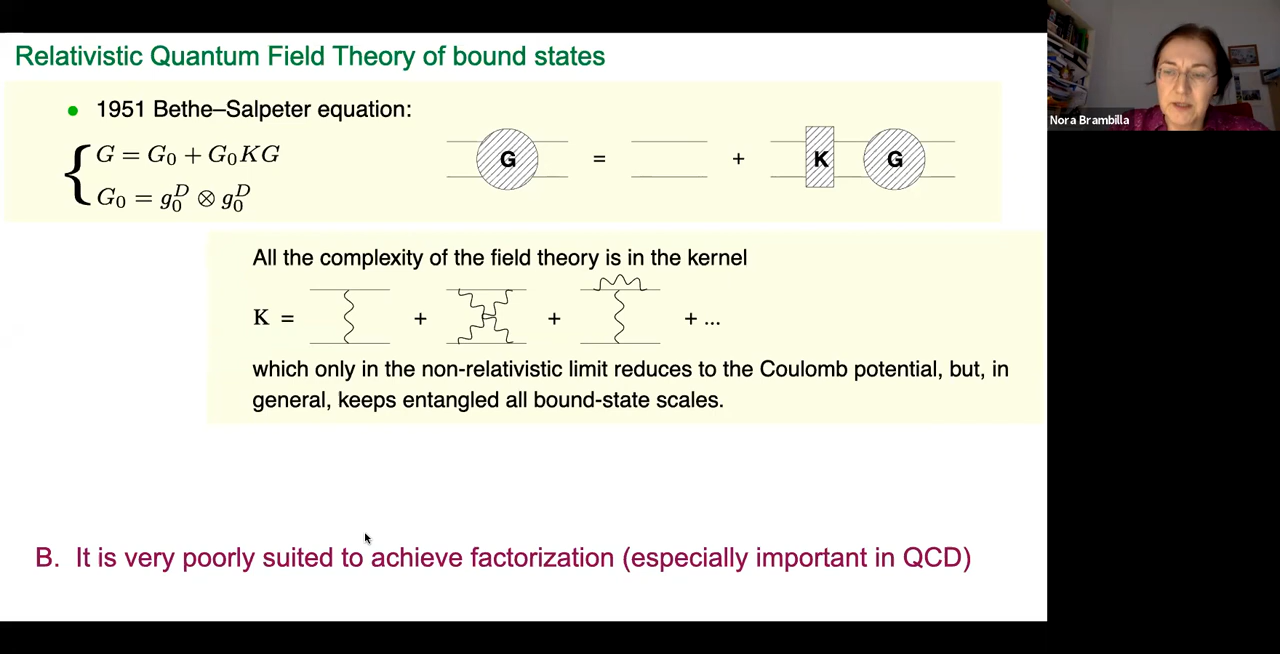 Relativistic Quantum Field Theory of bound states
• 1951 Bethe–Salpeter equation:
G = G₀ + G₀KG
G₀ = g₀ᴰ ⊗ g₀ᴰ
G = + K G
All the complexity of the field theory is in the kernel
K = + + + ...
which only in the non-relativistic limit reduces to the Coulomb potential, but, in
general, keeps entangled all bound-state scales.
B. It is very poorly suited to achieve factorization (especially important in QCD)
Nora Brambilla